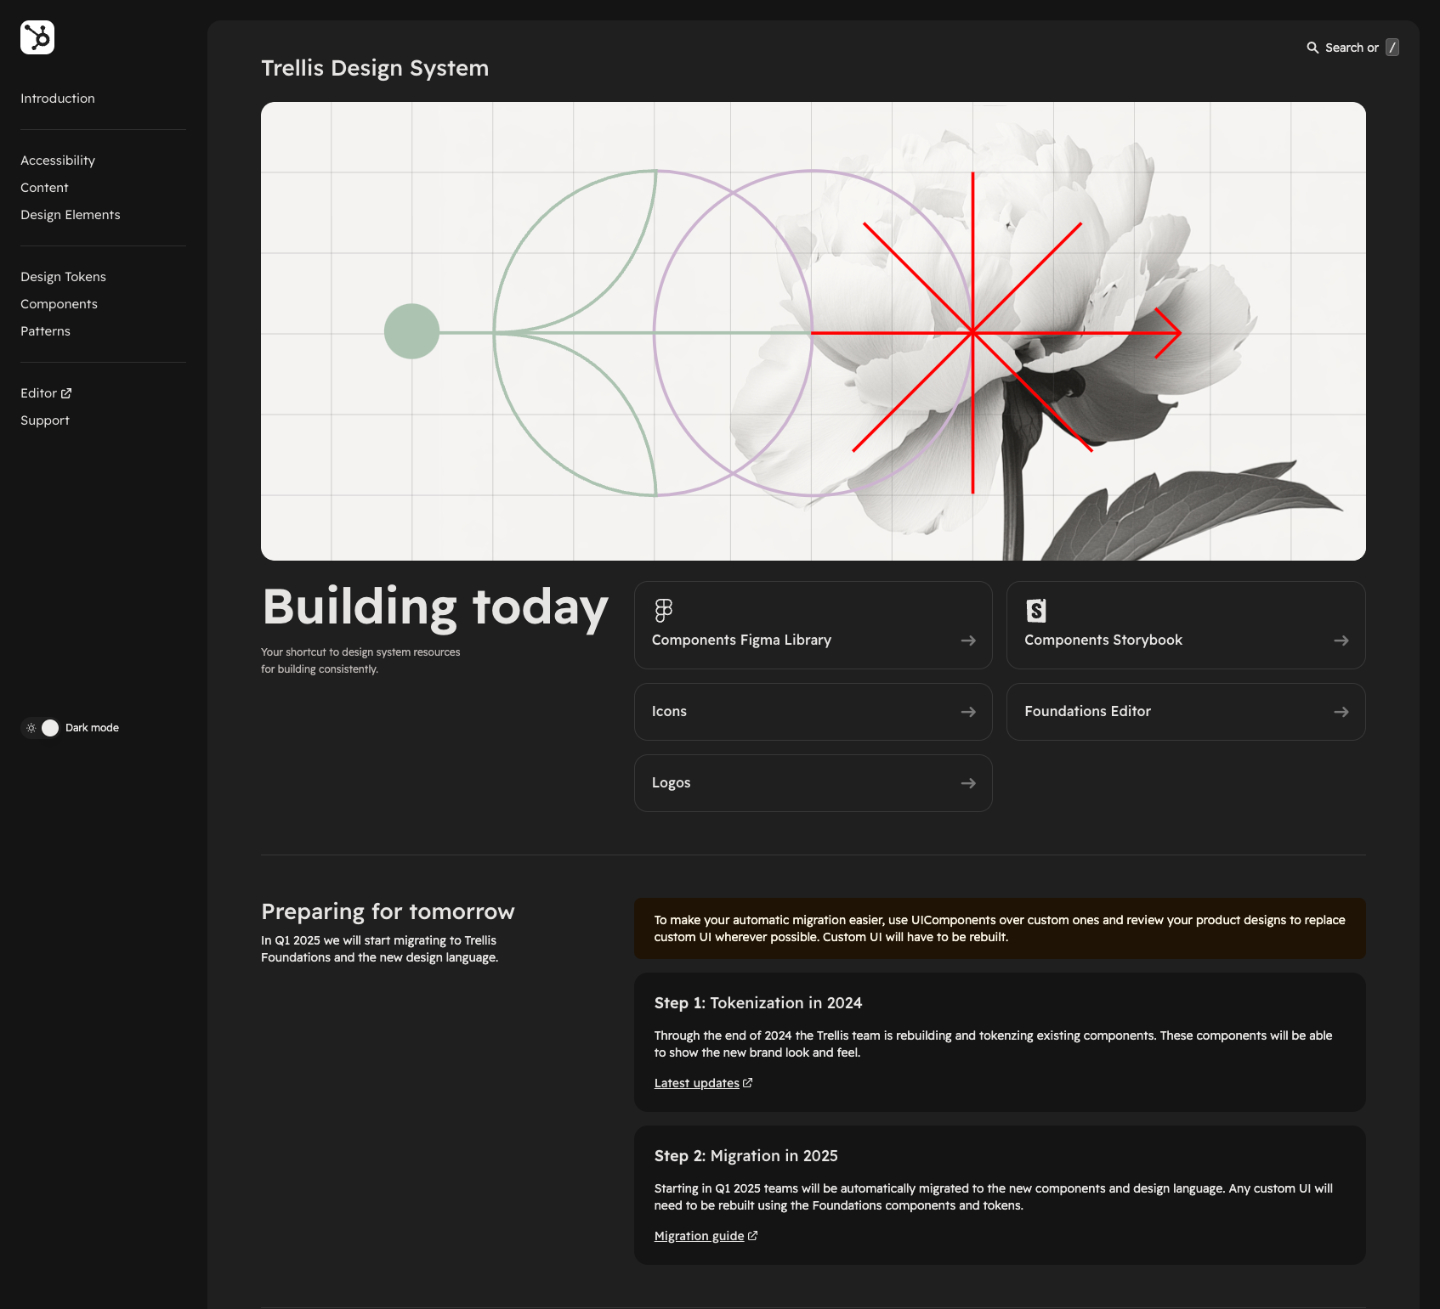 Introduction
Accessibility
Content
Design Elements
Design Tokens
Components
Patterns
Editor
Support
Dark mode
Search or /
Trellis Design System
Building today
Your shortcut to design system resources
for building consistently.
Components Figma Library
Components Storybook
Icons
Foundations Editor
Logos
Preparing for tomorrow
In Q1 2025 we will start migrating to Trellis
Foundations and the new design language.
To make your automatic migration easier, use UIComponents over custom ones and review your product designs to replace
custom UI wherever possible. Custom UI will have to be rebuilt.
Step 1: Tokenization in 2024
Through the end of 2024 the Trellis team is rebuilding and tokenzing existing components. These components will be able
to show the new brand look and feel.
Latest updates
Step 2: Migration in 2025
Starting in Q1 2025 teams will be automatically migrated to the new components and design language. Any custom UI will
need to be rebuilt using the Foundations components and tokens.
Migration guide